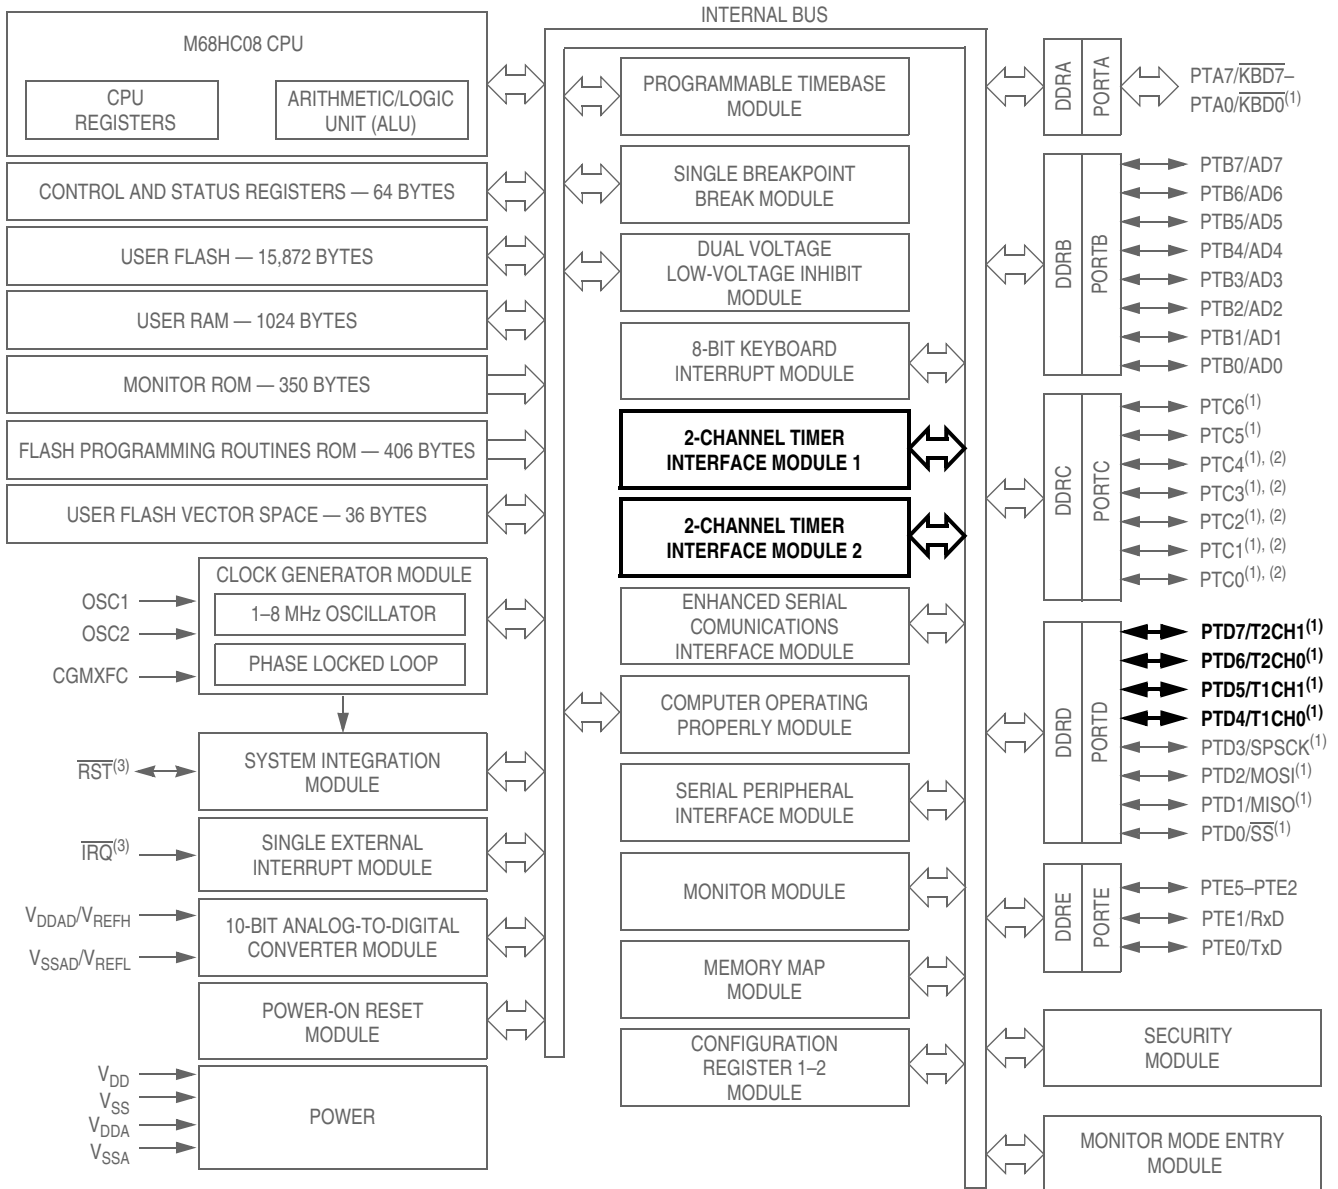 INTERNAL BUS
M68HC08 CPU
CPU
REGISTERS
ARITHMETIC/LOGIC
UNIT (ALU)
CONTROL AND STATUS REGISTERS — 64 BYTES
USER FLASH — 15,872 BYTES
USER RAM — 1024 BYTES
MONITOR ROM — 350 BYTES
FLASH PROGRAMMING ROUTINES ROM — 406 BYTES
USER FLASH VECTOR SPACE — 36 BYTES
CLOCK GENERATOR MODULE
1–8 MHz OSCILLATOR
PHASE LOCKED LOOP
OSC1
OSC2
CGMXFC
SYSTEM INTEGRATION
MODULE
RST(3)
SINGLE EXTERNAL
INTERRUPT MODULE
IRQ(3)
10-BIT ANALOG-TO-DIGITAL
CONVERTER MODULE
VDDAD/VREFH
VSSAD/VREFL
POWER-ON RESET
MODULE
POWER
VDD
VSS
VDDA
VSSA
PROGRAMMABLE TIMEBASE
MODULE
SINGLE BREAKPOINT
BREAK MODULE
DUAL VOLTAGE
LOW-VOLTAGE INHIBIT
MODULE
8-BIT KEYBOARD
INTERRUPT MODULE
2-CHANNEL TIMER
INTERFACE MODULE 1
2-CHANNEL TIMER
INTERFACE MODULE 2
ENHANCED SERIAL
COMUNICATIONS
INTERFACE MODULE
COMPUTER OPERATING
PROPERLY MODULE
SERIAL PERIPHERAL
INTERFACE MODULE
MONITOR MODULE
MEMORY MAP
MODULE
CONFIGURATION
REGISTER 1–2
MODULE
DDRA
PORTA
PTA7/KBD7–
PTA0/KBD0(1)
DDRB
PORTB
PTB7/AD7
PTB6/AD6
PTB5/AD5
PTB4/AD4
PTB3/AD3
PTB2/AD2
PTB1/AD1
PTB0/AD0
DDRC
PORTC
PTC6(1)
PTC5(1)
PTC4(1), (2)
PTC3(1), (2)
PTC2(1), (2)
PTC1(1), (2)
PTC0(1), (2)
DDRD
PORTD
PTD7/T2CH1(1)
PTD6/T2CH0(1)
PTD5/T1CH1(1)
PTD4/T1CH0(1)
PTD3/SPSCK(1)
PTD2/MOSI(1)
PTD1/MISO(1)
PTD0/SS(1)
DDRE
PORTE
PTE5–PTE2
PTE1/RxD
PTE0/TxD
SECURITY
MODULE
MONITOR MODE ENTRY
MODULE